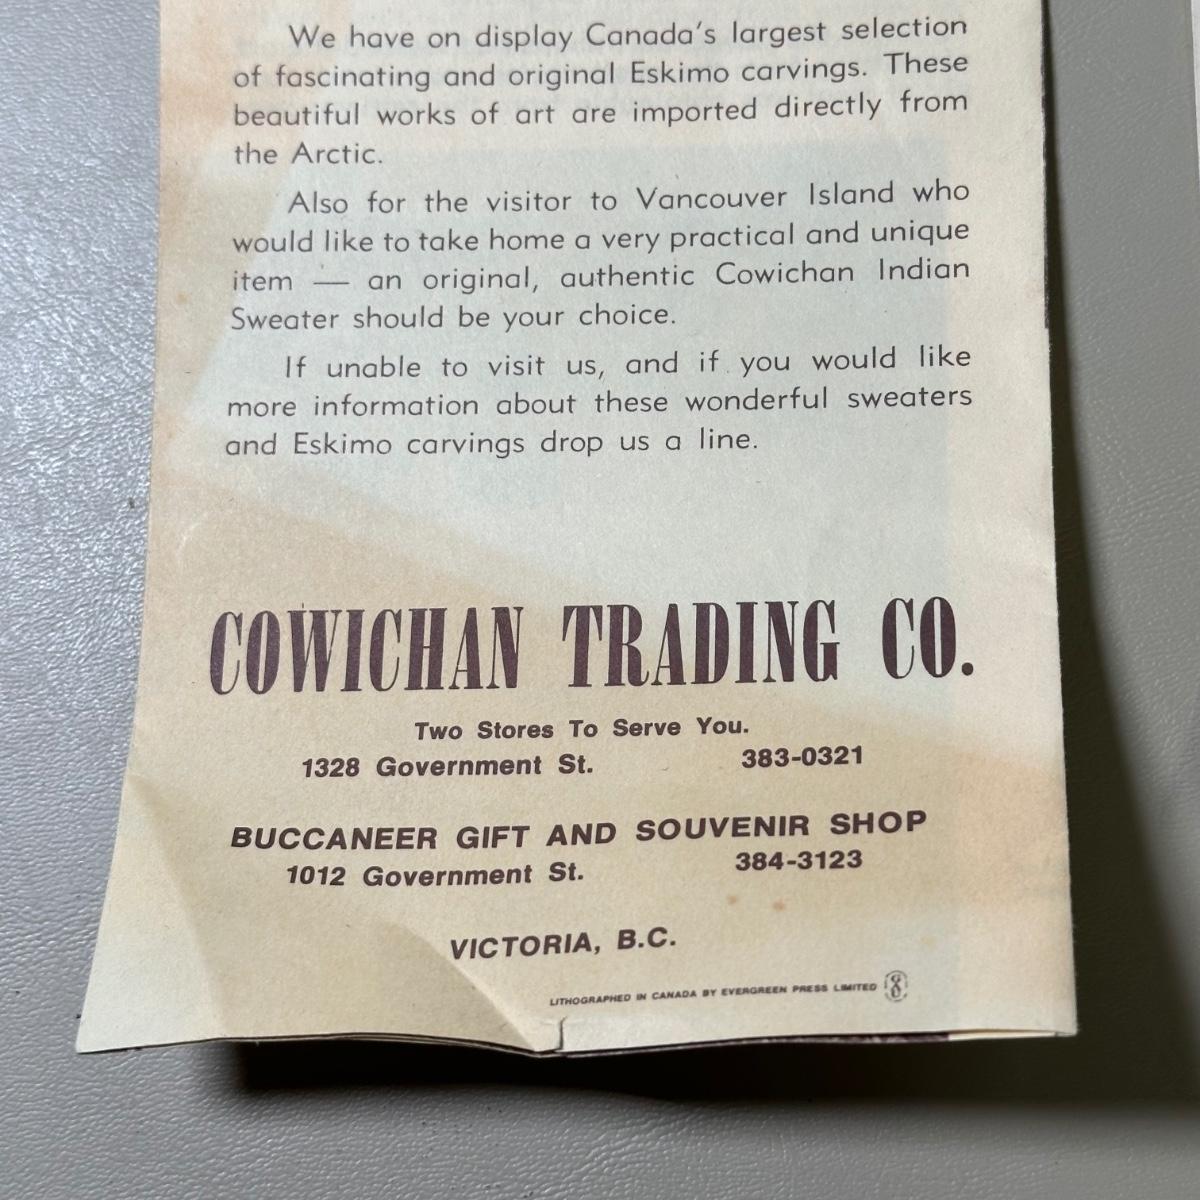 We have on display Canada's largest selection
of fascinating and original Eskimo carvings. These
beautiful works of art are imported directly from
the Arctic.
Also for the visitor to Vancouver Island who
would like to take home a very practical and unique
item — an original, authentic Cowichan Indian
Sweater should be your choice.
If unable to visit us, and if you would like
more information about these wonderful sweaters
and Eskimo carvings drop us a line.
COWICHAN TRADING CO.
Two Stores To Serve You.
1328 Government St. 383-0321
BUCCANEER GIFT AND SOUVENIR SHOP
1012 Government St. 384-3123
VICTORIA, B.C.
LITHOGRAPHED IN CANADA BY EVERGREEN PRESS LIMITED